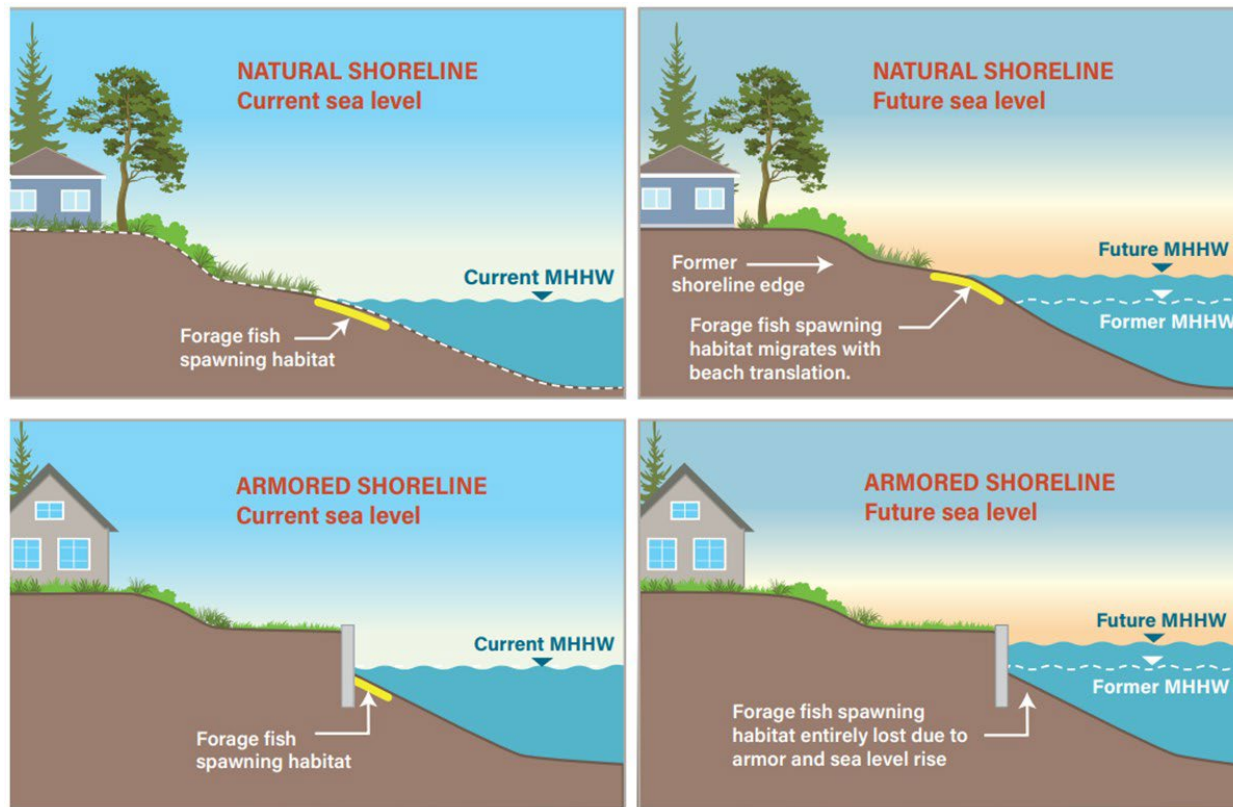 NATURAL SHORELINE
Current sea level
Current MHHW
Forage fish
spawning habitat
NATURAL SHORELINE
Future sea level
Former
shoreline edge
Future MHHW
Former MHHW
Forage fish spawning
habitat migrates with
beach translation.
ARMORED SHORELINE
Current sea level
Current MHHW
Forage fish
spawning habitat
ARMORED SHORELINE
Future sea level
Future MHHW
Former MHHW
Forage fish spawning
habitat entirely lost due to
armor and sea level rise